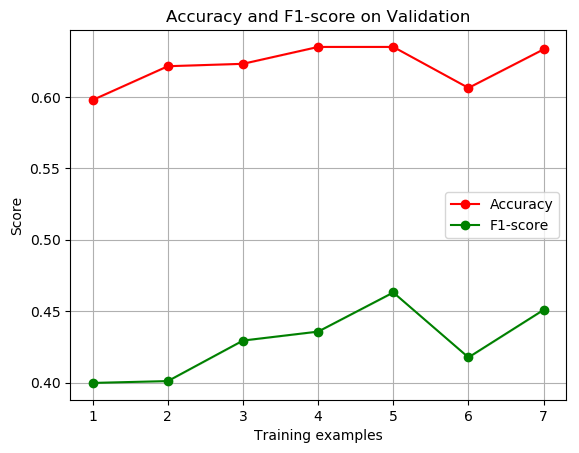 Accuracy and F1-score on Validation
0.60
0.55
0.50
0.45
0.40
Score
Accuracy
F1-score
1 2 3 4 5 6 7
Training examples